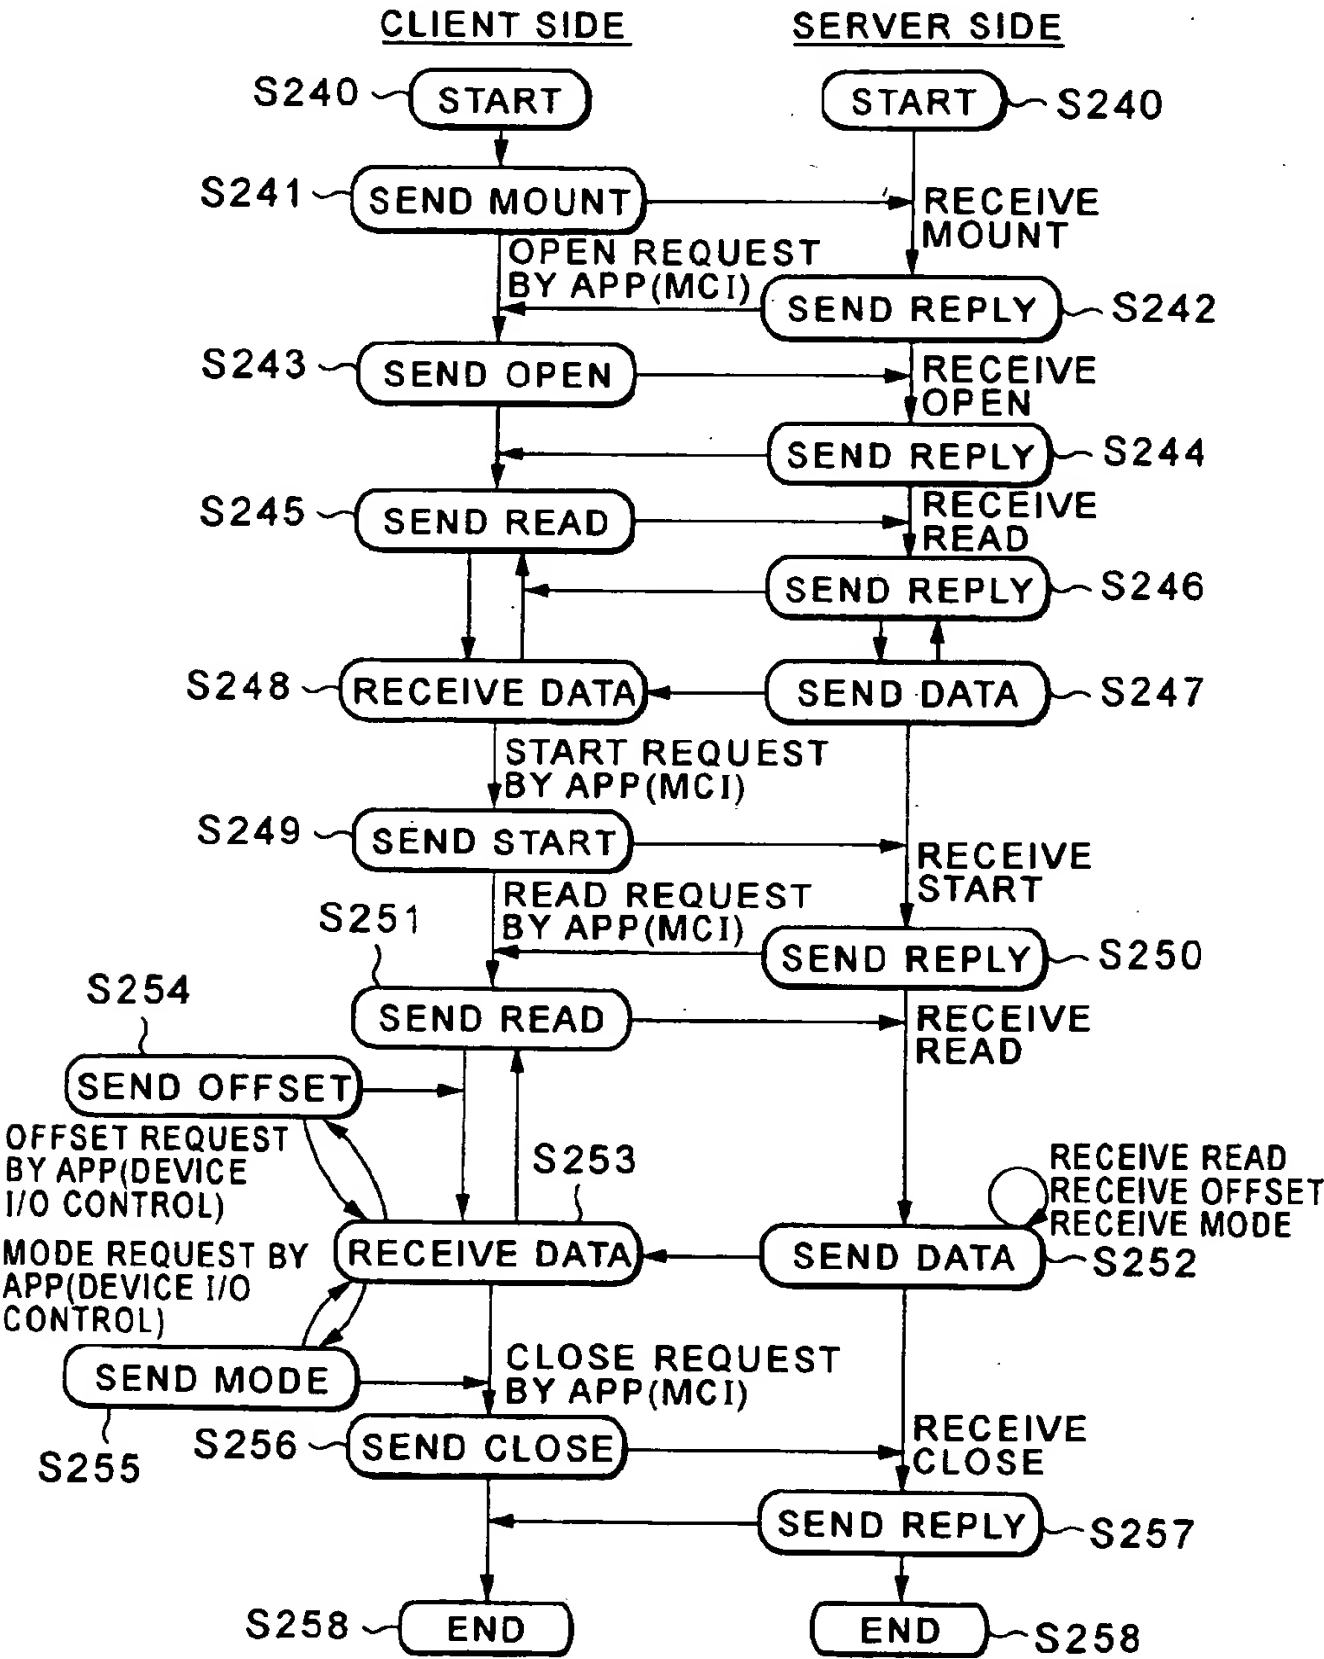 CLIENT SIDE
SERVER SIDE
S240
START
START
S240
S241
SEND MOUNT
RECEIVE
MOUNT
OPEN REQUEST
BY APP(MCI)
SEND REPLY
S242
S243
SEND OPEN
RECEIVE
OPEN
SEND REPLY
S244
S245
SEND READ
RECEIVE
READ
SEND REPLY
S246
S248
RECEIVE DATA
SEND DATA
S247
START REQUEST
BY APP(MCI)
S249
SEND START
RECEIVE
START
READ REQUEST
BY APP(MCI)
S251
SEND REPLY
S250
S254
SEND READ
RECEIVE
READ
SEND OFFSET
OFFSET REQUEST
BY APP(DEVICE
I/O CONTROL)
S253
RECEIVE READ
RECEIVE OFFSET
RECEIVE MODE
MODE REQUEST BY
APP(DEVICE I/O
CONTROL)
RECEIVE DATA
SEND DATA
S252
CLOSE REQUEST
BY APP(MCI)
SEND MODE
S255
S256
SEND CLOSE
RECEIVE
CLOSE
SEND REPLY
S257
S258
END
END
S258